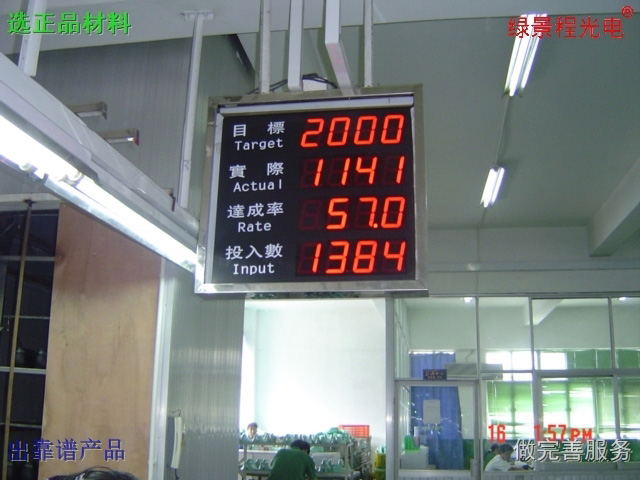 选正品材料
绿景程光电®
目標 2000
Target
實際 1141
Actual
達成率 57.0
Rate
投入數 1384
Input
16 1:57PM
出靠谱产品
做完善服务